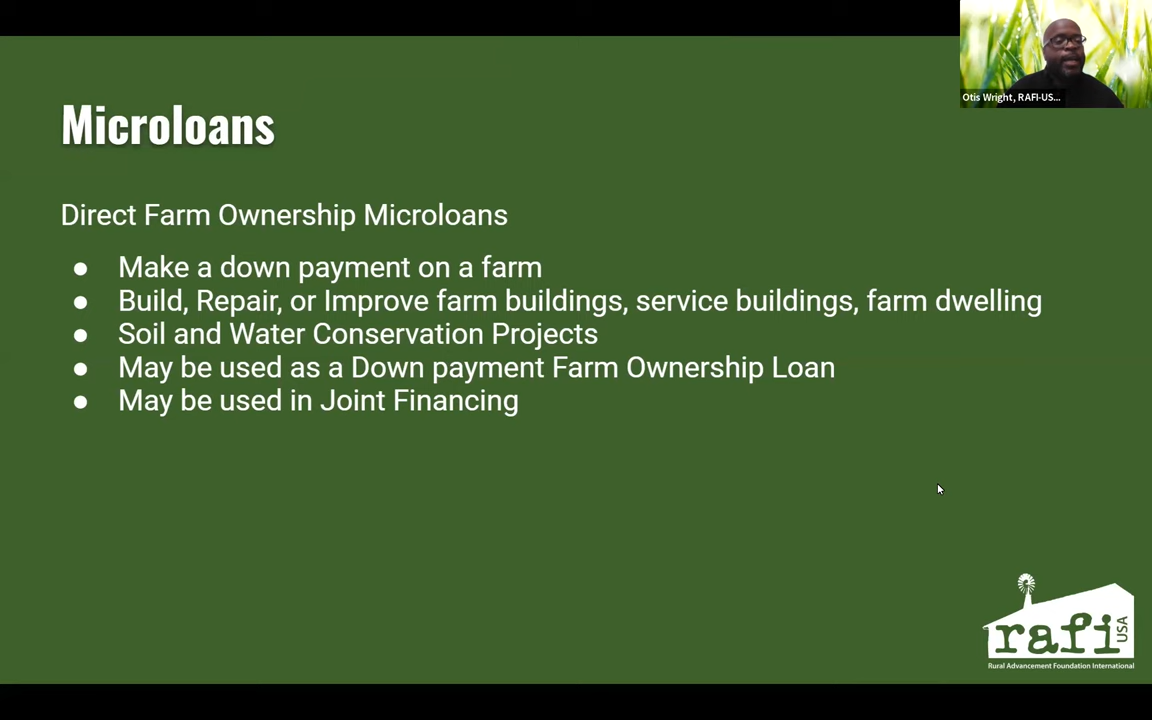 Otis Wright, RAFI-US...
Microloans
Direct Farm Ownership Microloans
● Make a down payment on a farm
● Build, Repair, or Improve farm buildings, service buildings, farm dwelling
● Soil and Water Conservation Projects
● May be used as a Down payment Farm Ownership Loan
● May be used in Joint Financing
rafi USA
Rural Advancement Foundation International